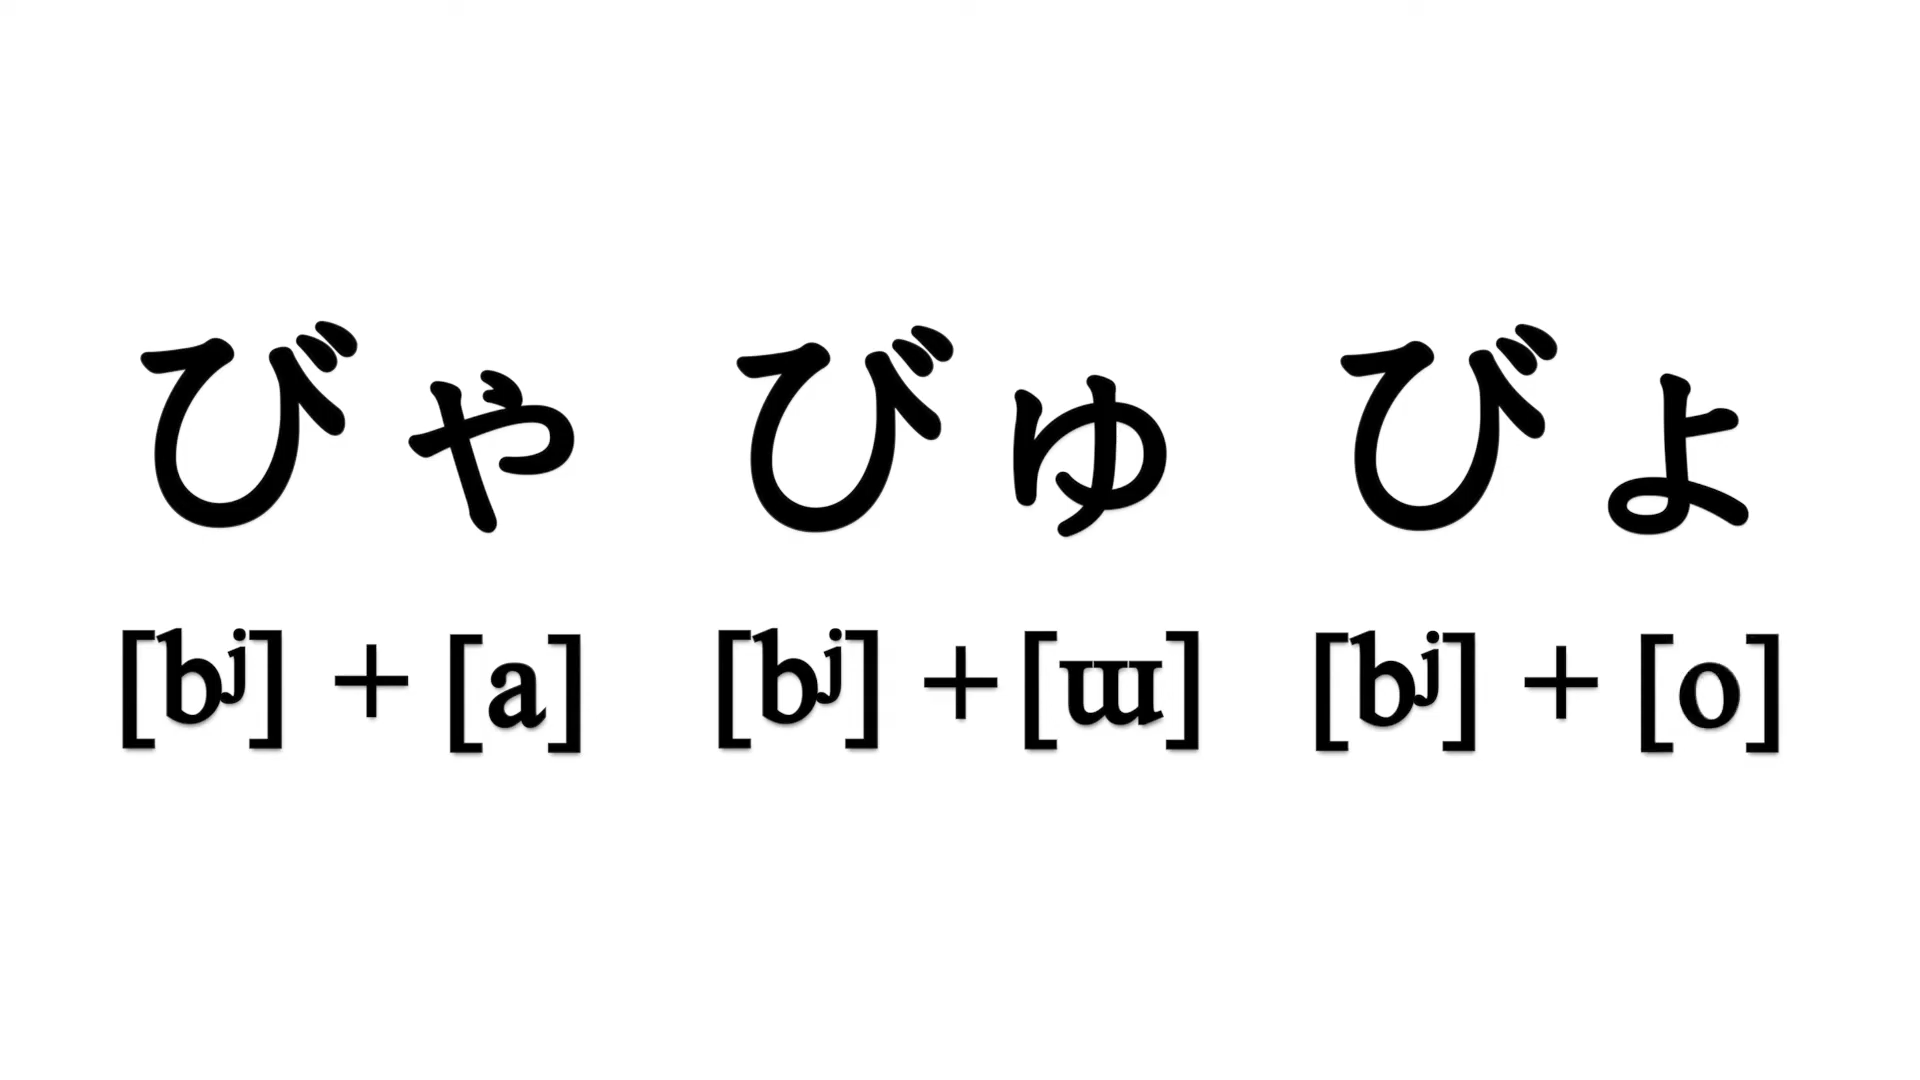 びゃ びゅ びょ
[bʲ] + [a] [bʲ] + [ɯ] [bʲ] + [o]